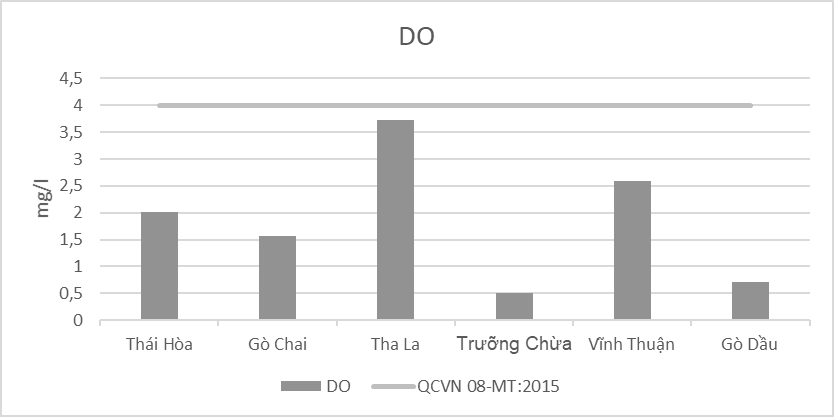 DO
4,5
4
3,5
3
2,5
2
1,5
1
0,5
0
mg/l
Thái Hòa Gò Chai Tha La Trưỡng Chừa Vĩnh Thuận Gò Dầu
DO QCVN 08-MT:2015